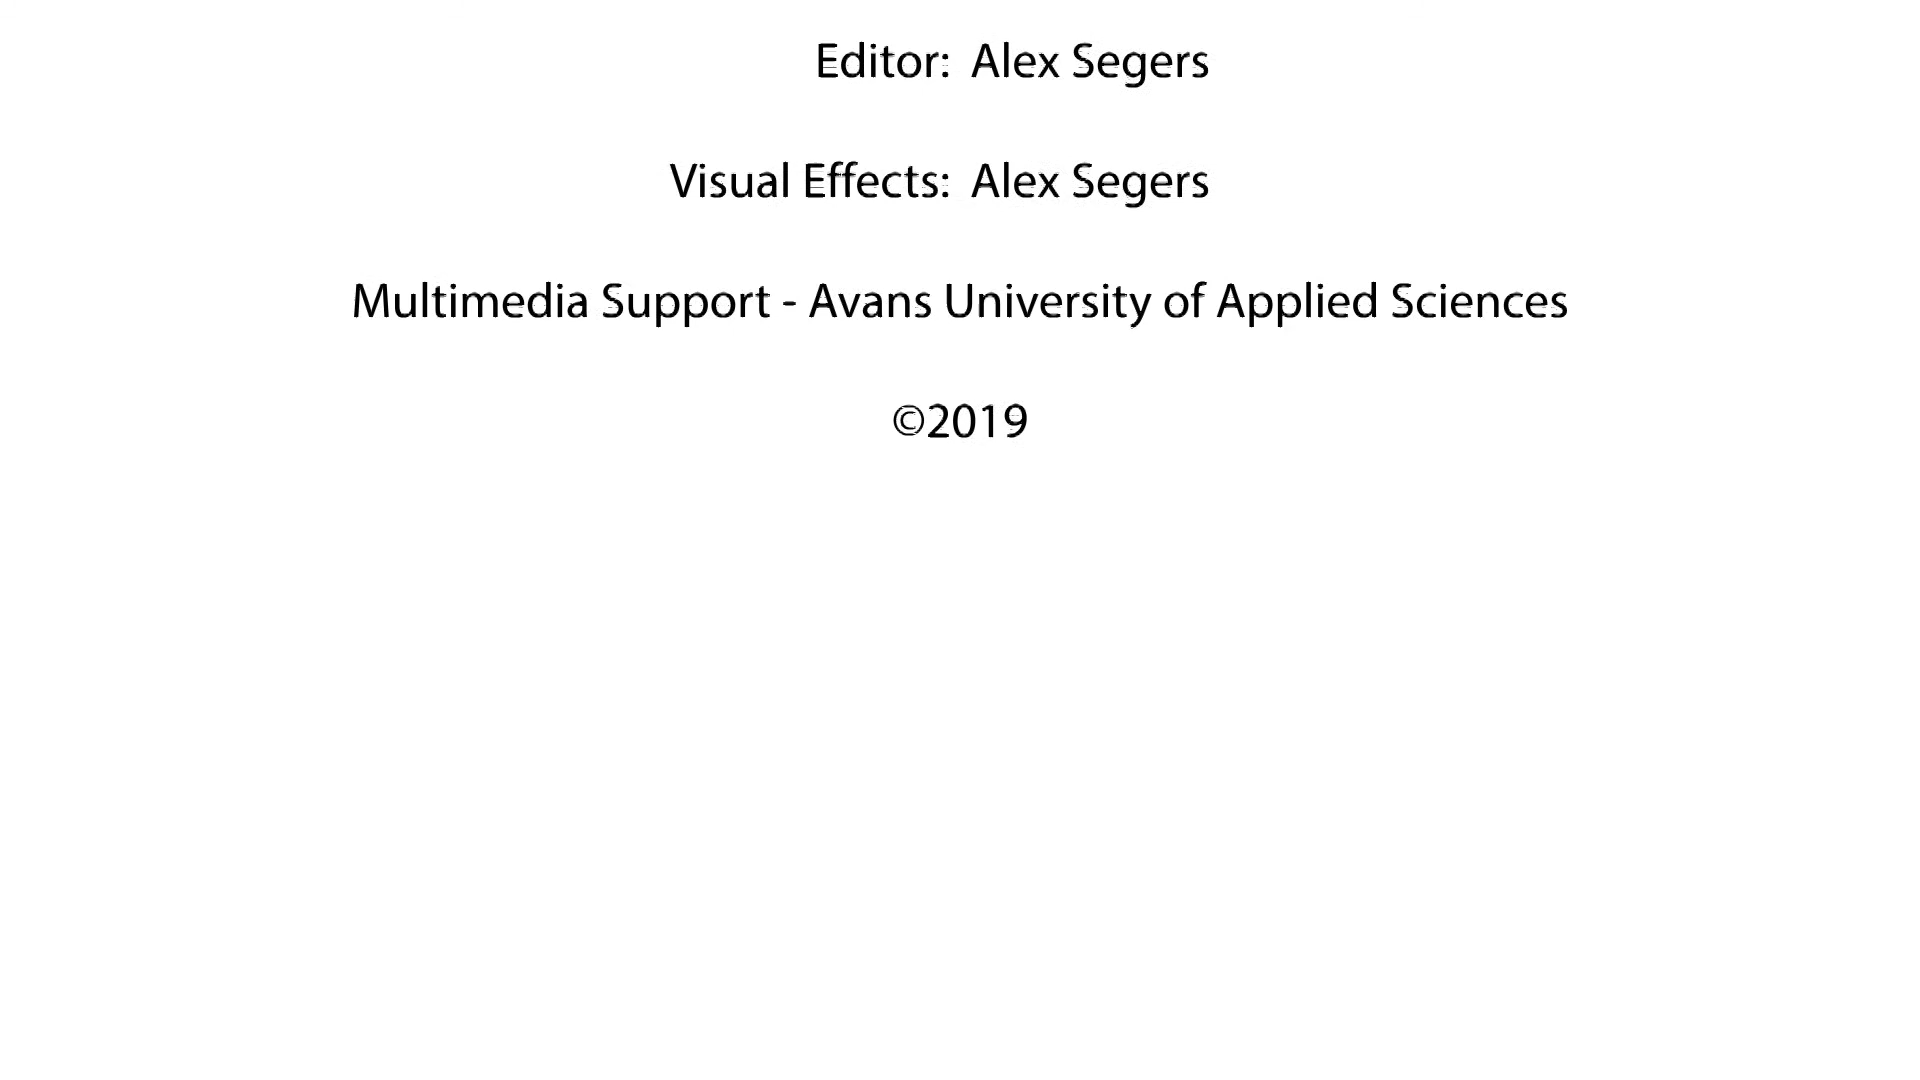 Editor: Alex Segers
Visual Effects: Alex Segers
Multimedia Support - Avans University of Applied Sciences
©2019